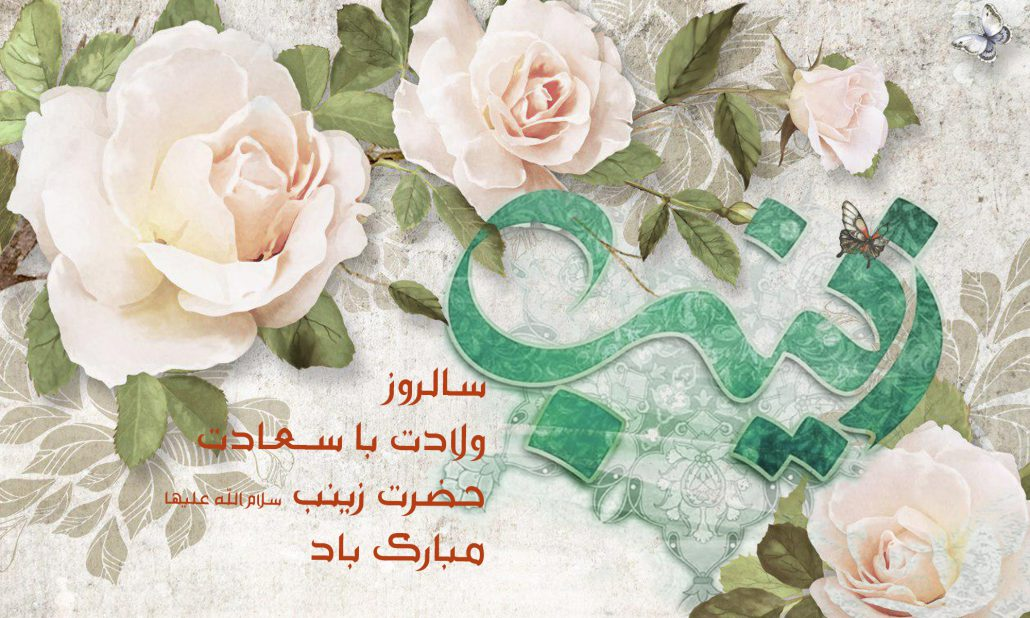 زینب
سالروز
ولادت با سعادت
حضرت زینب سلام الله علیها
مبارک باد